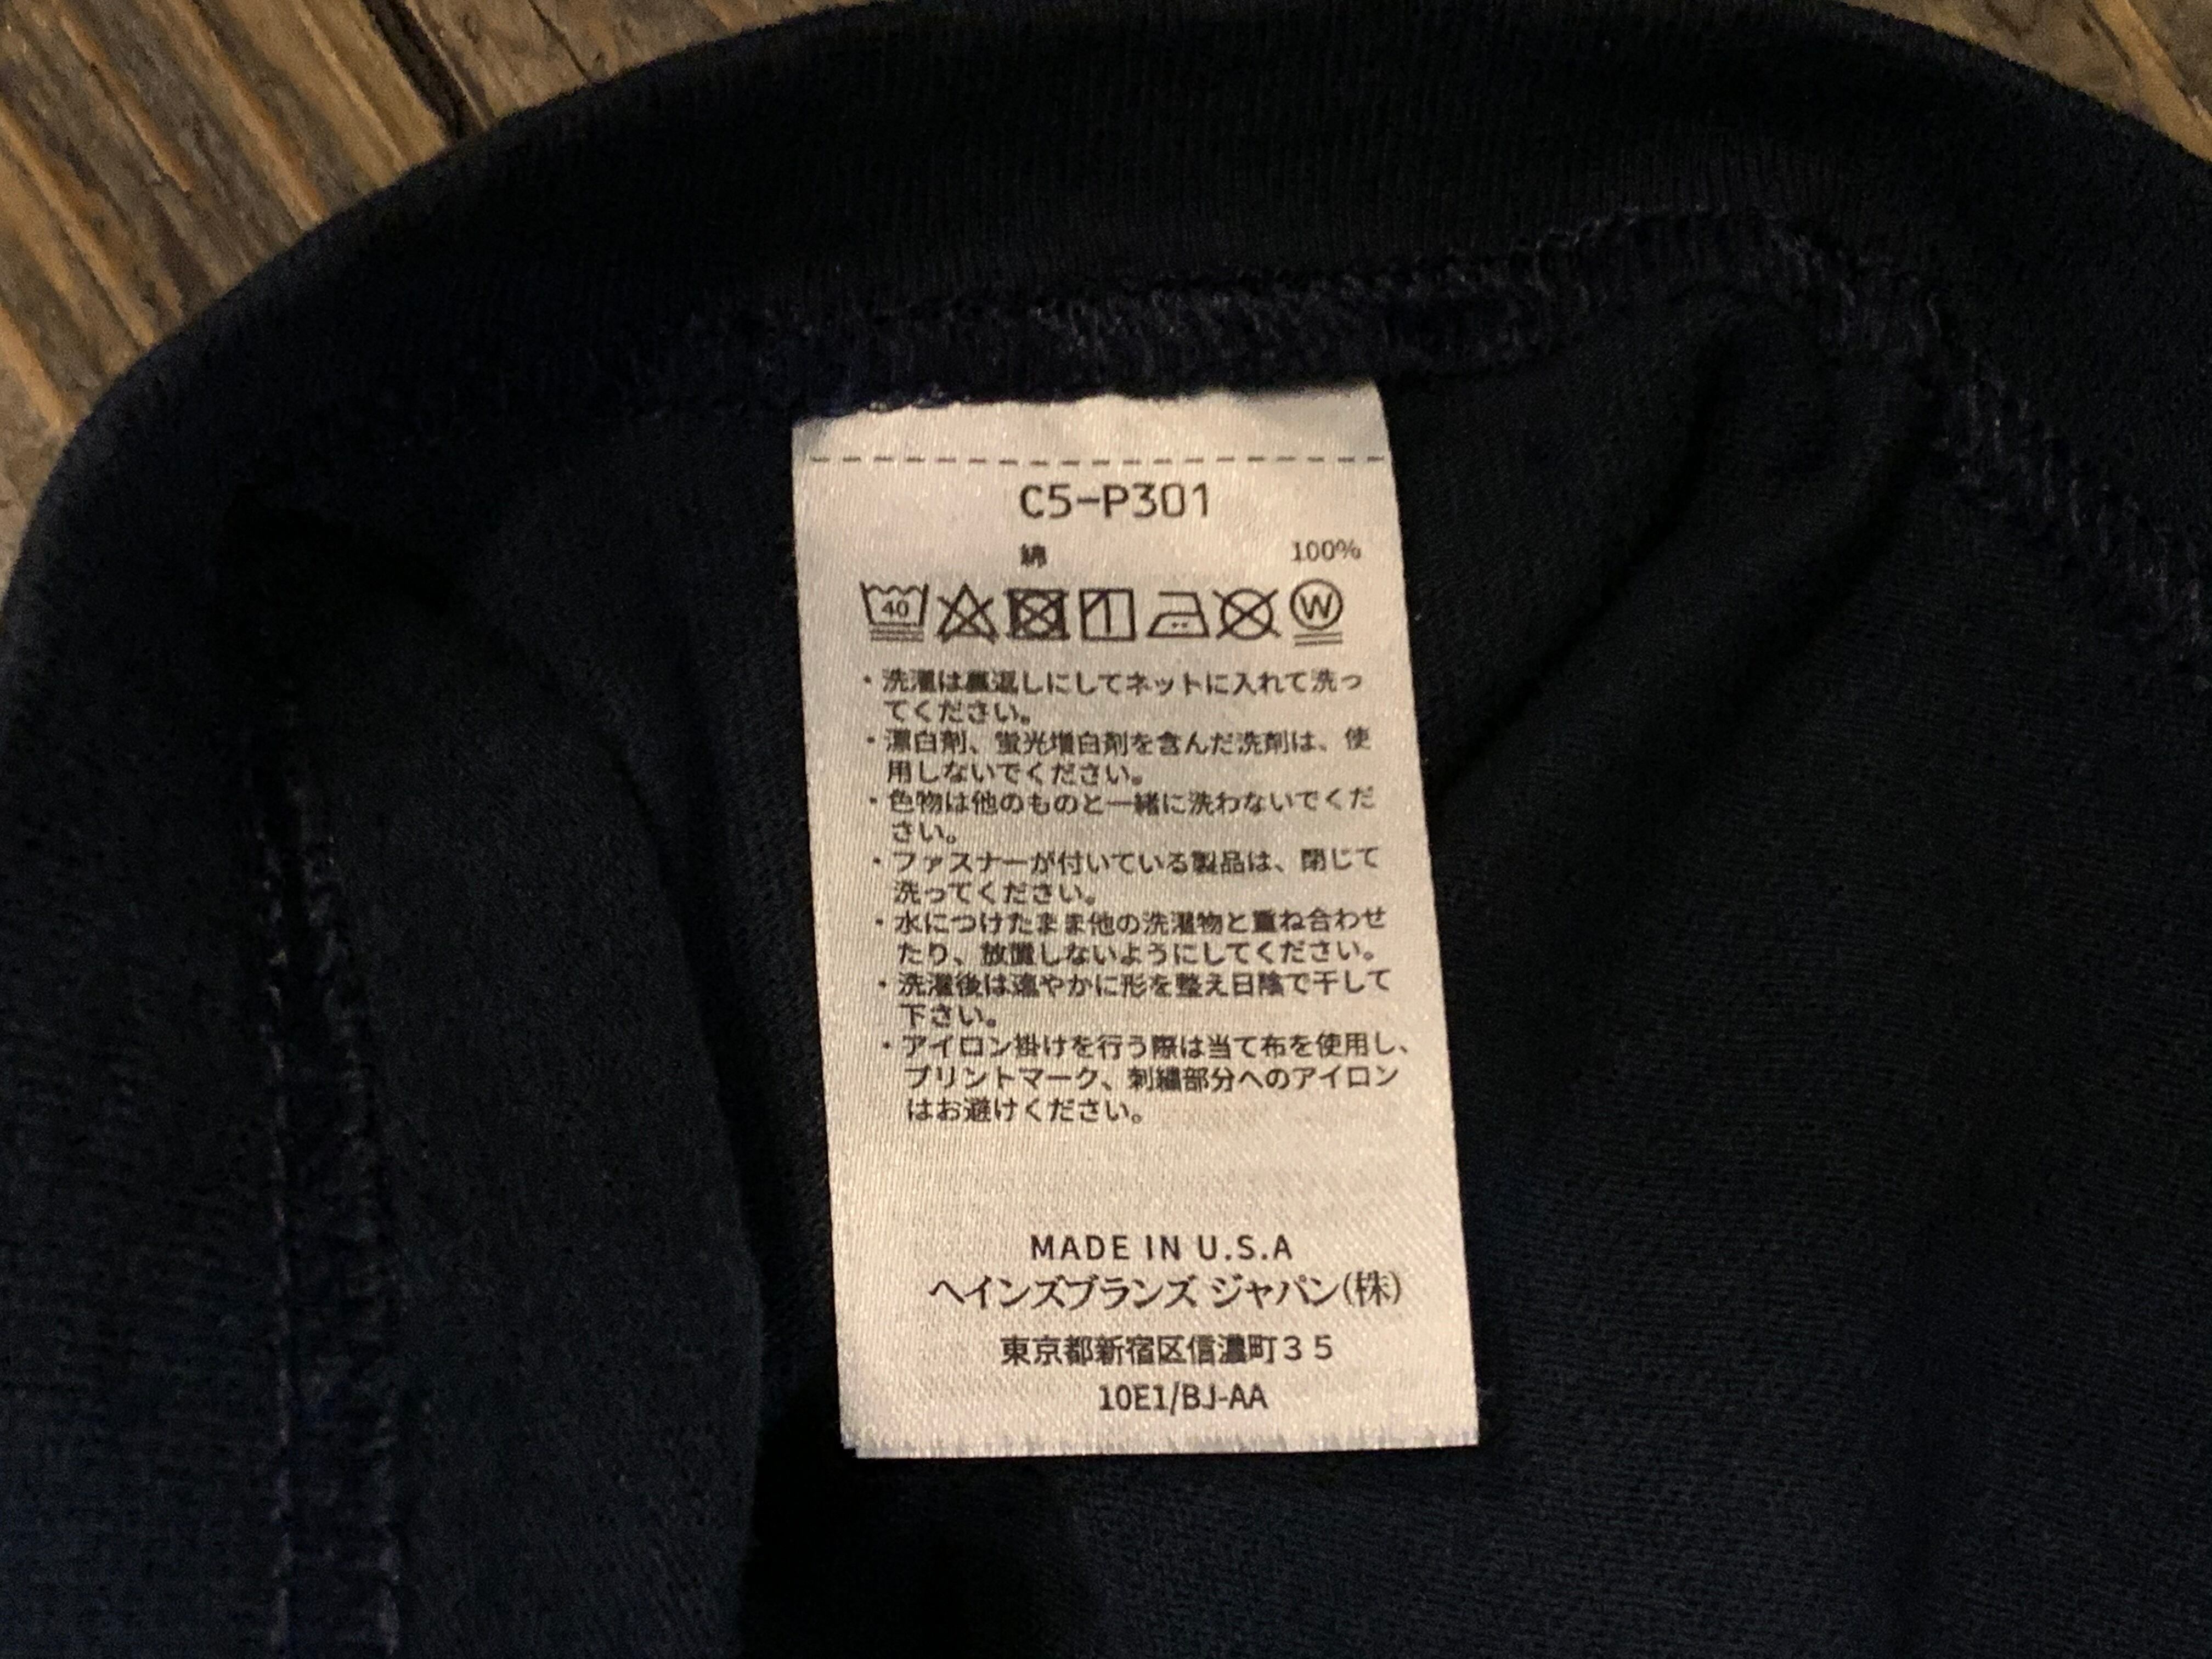 C5-P301
綿 100%
40 W
・洗濯は裏返しにしてネットに入れて洗っ
てください。
・漂白剤、蛍光増白剤を含んだ洗剤は、使
用しないでください。
・色物は他のものと一緒に洗わないでくだ
さい。
・ファスナーが付いている製品は、閉じて
洗ってください。
・水につけたまま他の洗濯物と重ね合わせ
たり、放置しないようにしてください。
・洗濯後は速やかに形を整え日陰で干して
下さい。
・アイロン掛けを行う際は当て布を使用し、
プリントマーク、刺繍部分へのアイロン
はお避けください。
MADE IN U.S.A
ヘインズブランズ ジャパン(株)
東京都新宿区信濃町３５
10E1/BJ-AA